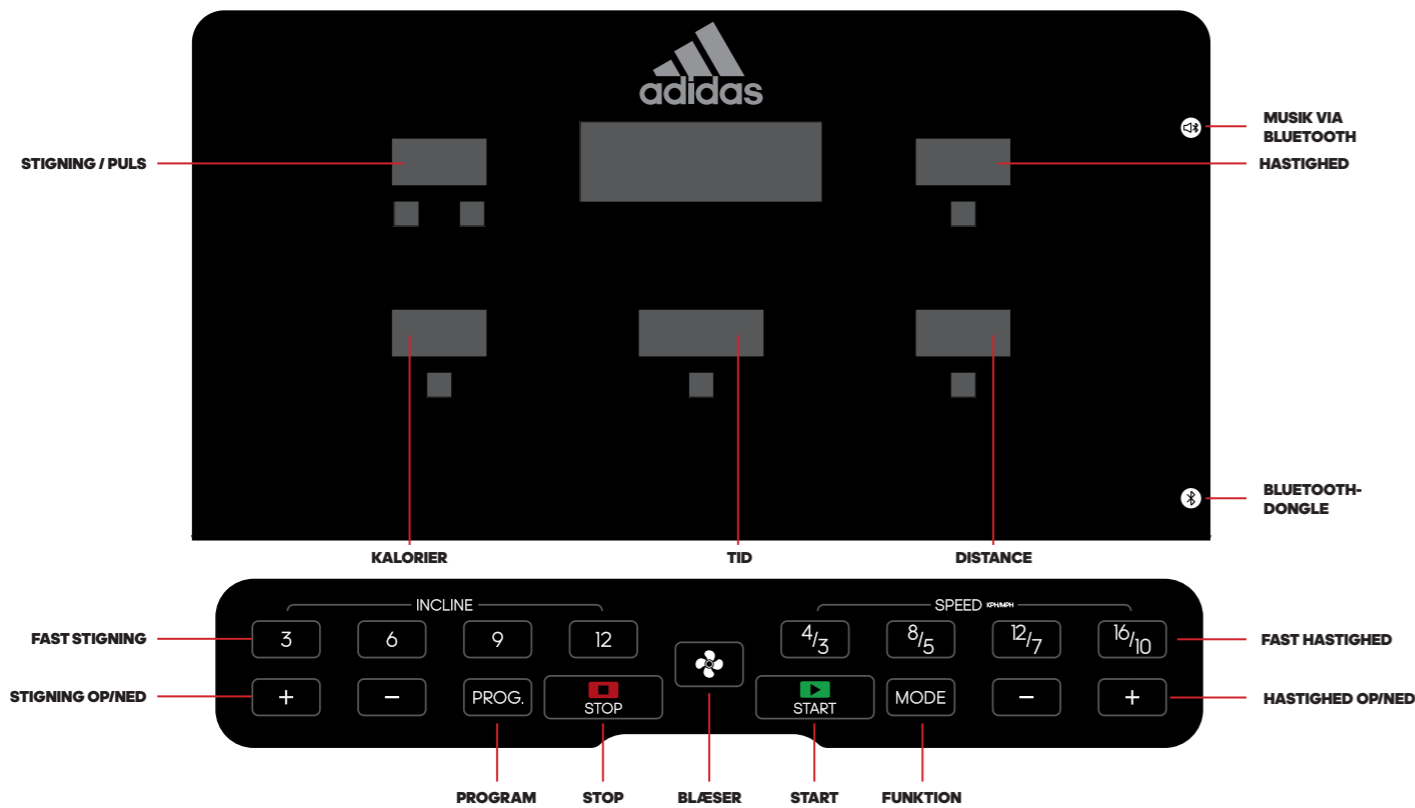 adidas
MUSIK VIA
BLUETOOTH
STIGNING / PULS
HASTIGHED
BLUETOOTH-
DONGLE
KALORIER
TID
DISTANCE
INCLINE
SPEED KPH/MPH
FAST STIGNING
3
6
9
12
4/3
8/5
12/7
16/10
FAST HASTIGHED
STIGNING OP/NED
+
−
PROG.
STOP
START
MODE
−
+
HASTIGHED OP/NED
PROGRAM
STOP
BLÆSER
START
FUNKTION